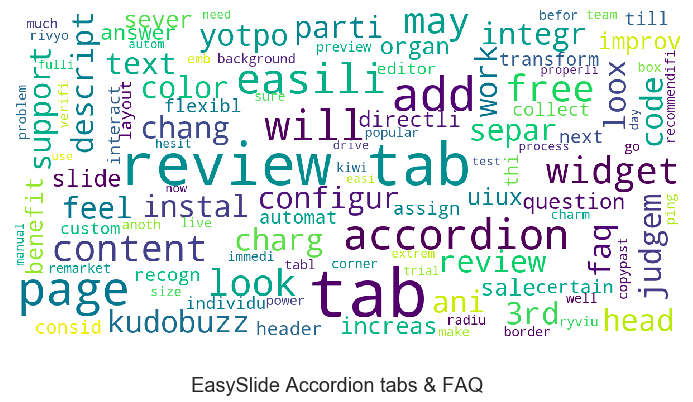 much
rivyo
sever
answer
yotpo
parti
may
integr
befor
need
team
till
improv
autom
fulli
verifi
problem
support
descript
text
color
background
preview
organ
editor
emb
transform
properli
box
recommendifi
layout
interact
flexibl
easili
add
work
free
loox
code
chang
hesit
sure
will
directli
popular
separ
collect
next
day
go
drive
process
test
review tab
slide
now
kiwi
easi
thi
widget
use
benefit
feel
instal
configur
assign
uiux
question
charm
ping
custom
anoth
live
automat
faq
judgem
copypast
manual
content
charg
accordion
extrem
remarket
recogn
immedi
tabl
corner
trial
review
sale
certain
page
size
individu
power
look
tab
ani
3rd
well
head
consid
kudobuzz
header
increas
radiu
make
border
ryviu
EasySlide Accordion tabs & FAQ